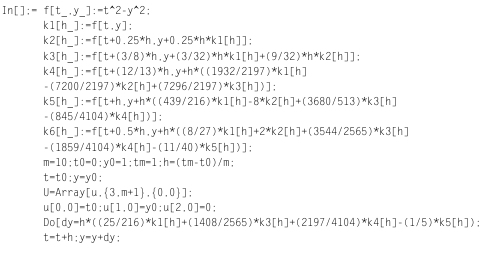 In[]:= f[t_,y_]:=t^2-y^2;
k1[h_]:=f[t,y];
k2[h_]:=f[t+0.25*h,y+0.25*h*k1[h]];
k3[h_]:=f[t+(3/8)*h,y+(3/32)*h*k1[h]+(9/32)*h*k2[h]];
k4[h_]:=f[t+(12/13)*h,y+h*((1932/2197)*k1[h]
-(7200/2197)*k2[h]+(7296/2197)*k3[h])];
k5[h_]:=f[t+h,y+h*((439/216)*k1[h]-8*k2[h]+(3680/513)*k3[h]
-(845/4104)*k4[h])];
k6[h_]:=f[t+0.5*h,y+h*((8/27)*k1[h]+2*k2[h]+(3544/2565)*k3[h]
-(1859/4104)*k4[h]-(11/40)*k5[h])];
m=10;t0=0;y0=1;tm=1;h=(tm-t0)/m;
t=t0;y=y0;
U=Array[u,{3,m+1},{0,0}];
u[0,0]=t0;u[1,0]=y0;u[2,0]=0;
Do[dy=h*((25/216)*k1[h]+(1408/2565)*k3[h]+(2197/4104)*k4[h]-(1/5)*k5[h]);
t=t+h;y=y+dy;